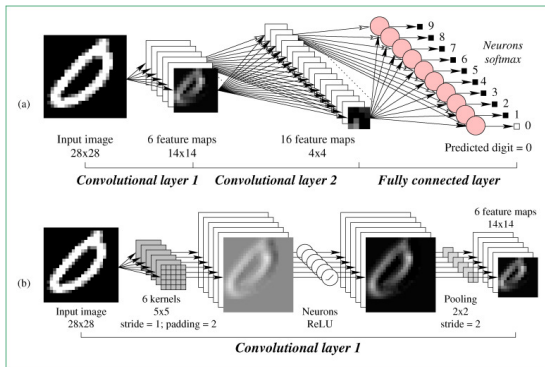 9
8
7
6
5
4
3
2
1
0
Neurons
softmax
(a)
Input image
28x28
6 feature maps
14x14
16 feature maps
4x4
Predicted digit = 0
Convolutional layer 1
Convolutional layer 2
Fully connected layer
6 feature maps
14x14
(b)
Input image
28x28
6 kernels
5x5
stride = 1; padding = 2
Neurons
ReLU
Pooling
2x2
stride = 2
Convolutional layer 1